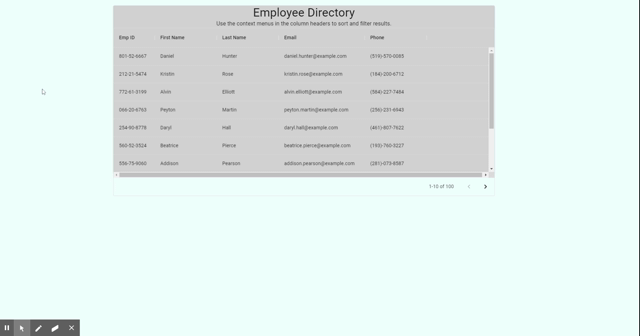 Employee Directory
Use the context menus in the column headers to sort and filter results.
Emp ID First Name Last Name Email Phone
801-52-6667 Daniel Hunter daniel.hunter@example.com (519)-570-0085
212-21-5474 Kristin Rose kristin.rose@example.com (184)-200-6712
772-61-3199 Alvin Elliott alvin.elliott@example.com (584)-227-7484
066-20-6763 Peyton Martin peyton.martin@example.com (256)-231-6943
254-90-8776 Daryl Hall daryl.hall@example.com (461)-607-7622
560-52-3524 Beatrice Pierce beatrice.pierce@example.com (193)-760-3227
556-75-9060 Addison Pearson addison.pearson@example.com (281)-073-8587
1-10 of 100